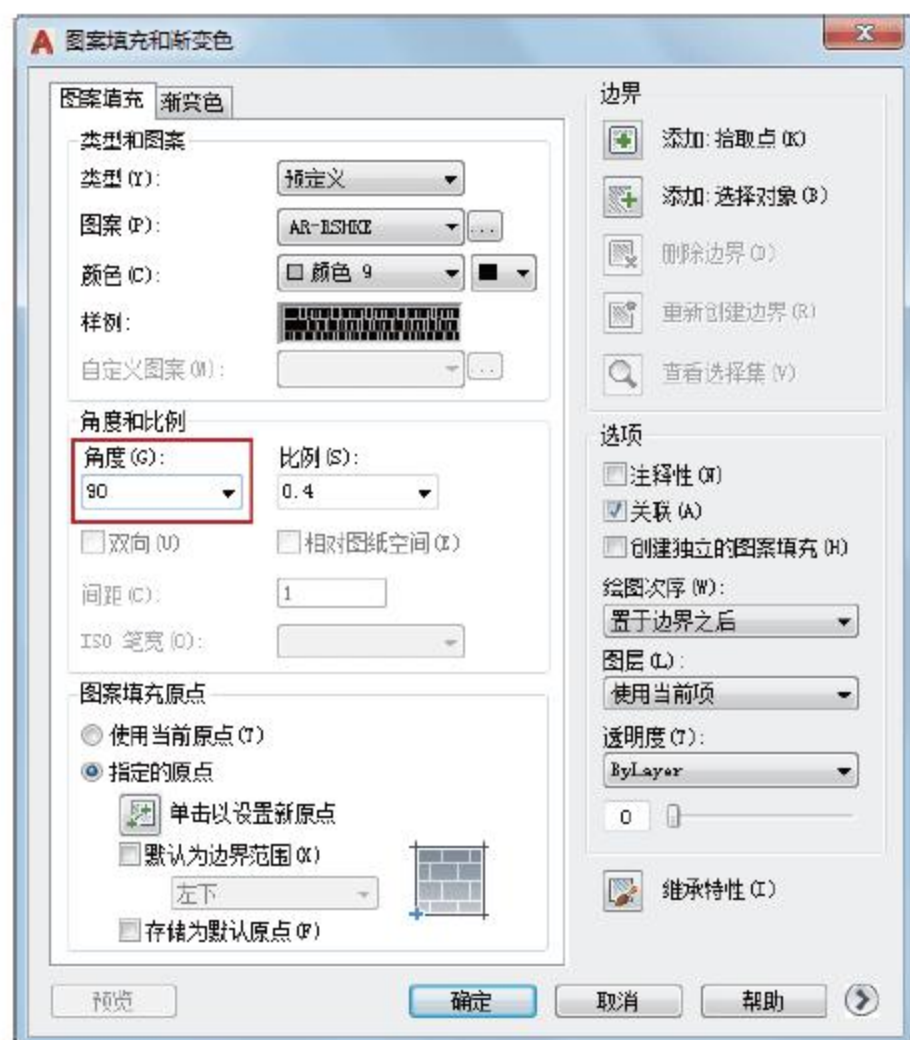 图案填充和渐变色
图案填充 渐变色
类型和图案
类型(Y): 预定义
图案(P): AR-RSHKE ...
颜色(C): 颜色 9
样例:
自定义图案(M): ...
角度和比例
角度(G): 比例(S):
90 0.4
双向(U) 相对图纸空间(E)
间距(C): 1
ISO 笔宽(O):
图案填充原点
使用当前原点(T)
指定的原点
单击以设置新原点
默认为边界范围(X)
左下
存储为默认原点(F)
边界
添加:拾取点(K)
添加:选择对象(B)
删除边界(D)
重新创建边界(R)
查看选择集(V)
选项
注释性(N)
关联(A)
创建独立的图案填充(H)
绘图次序(W):
置于边界之后
图层(L):
使用当前项
透明度(T):
ByLayer
0
继承特性(I)
预览 确定 取消 帮助